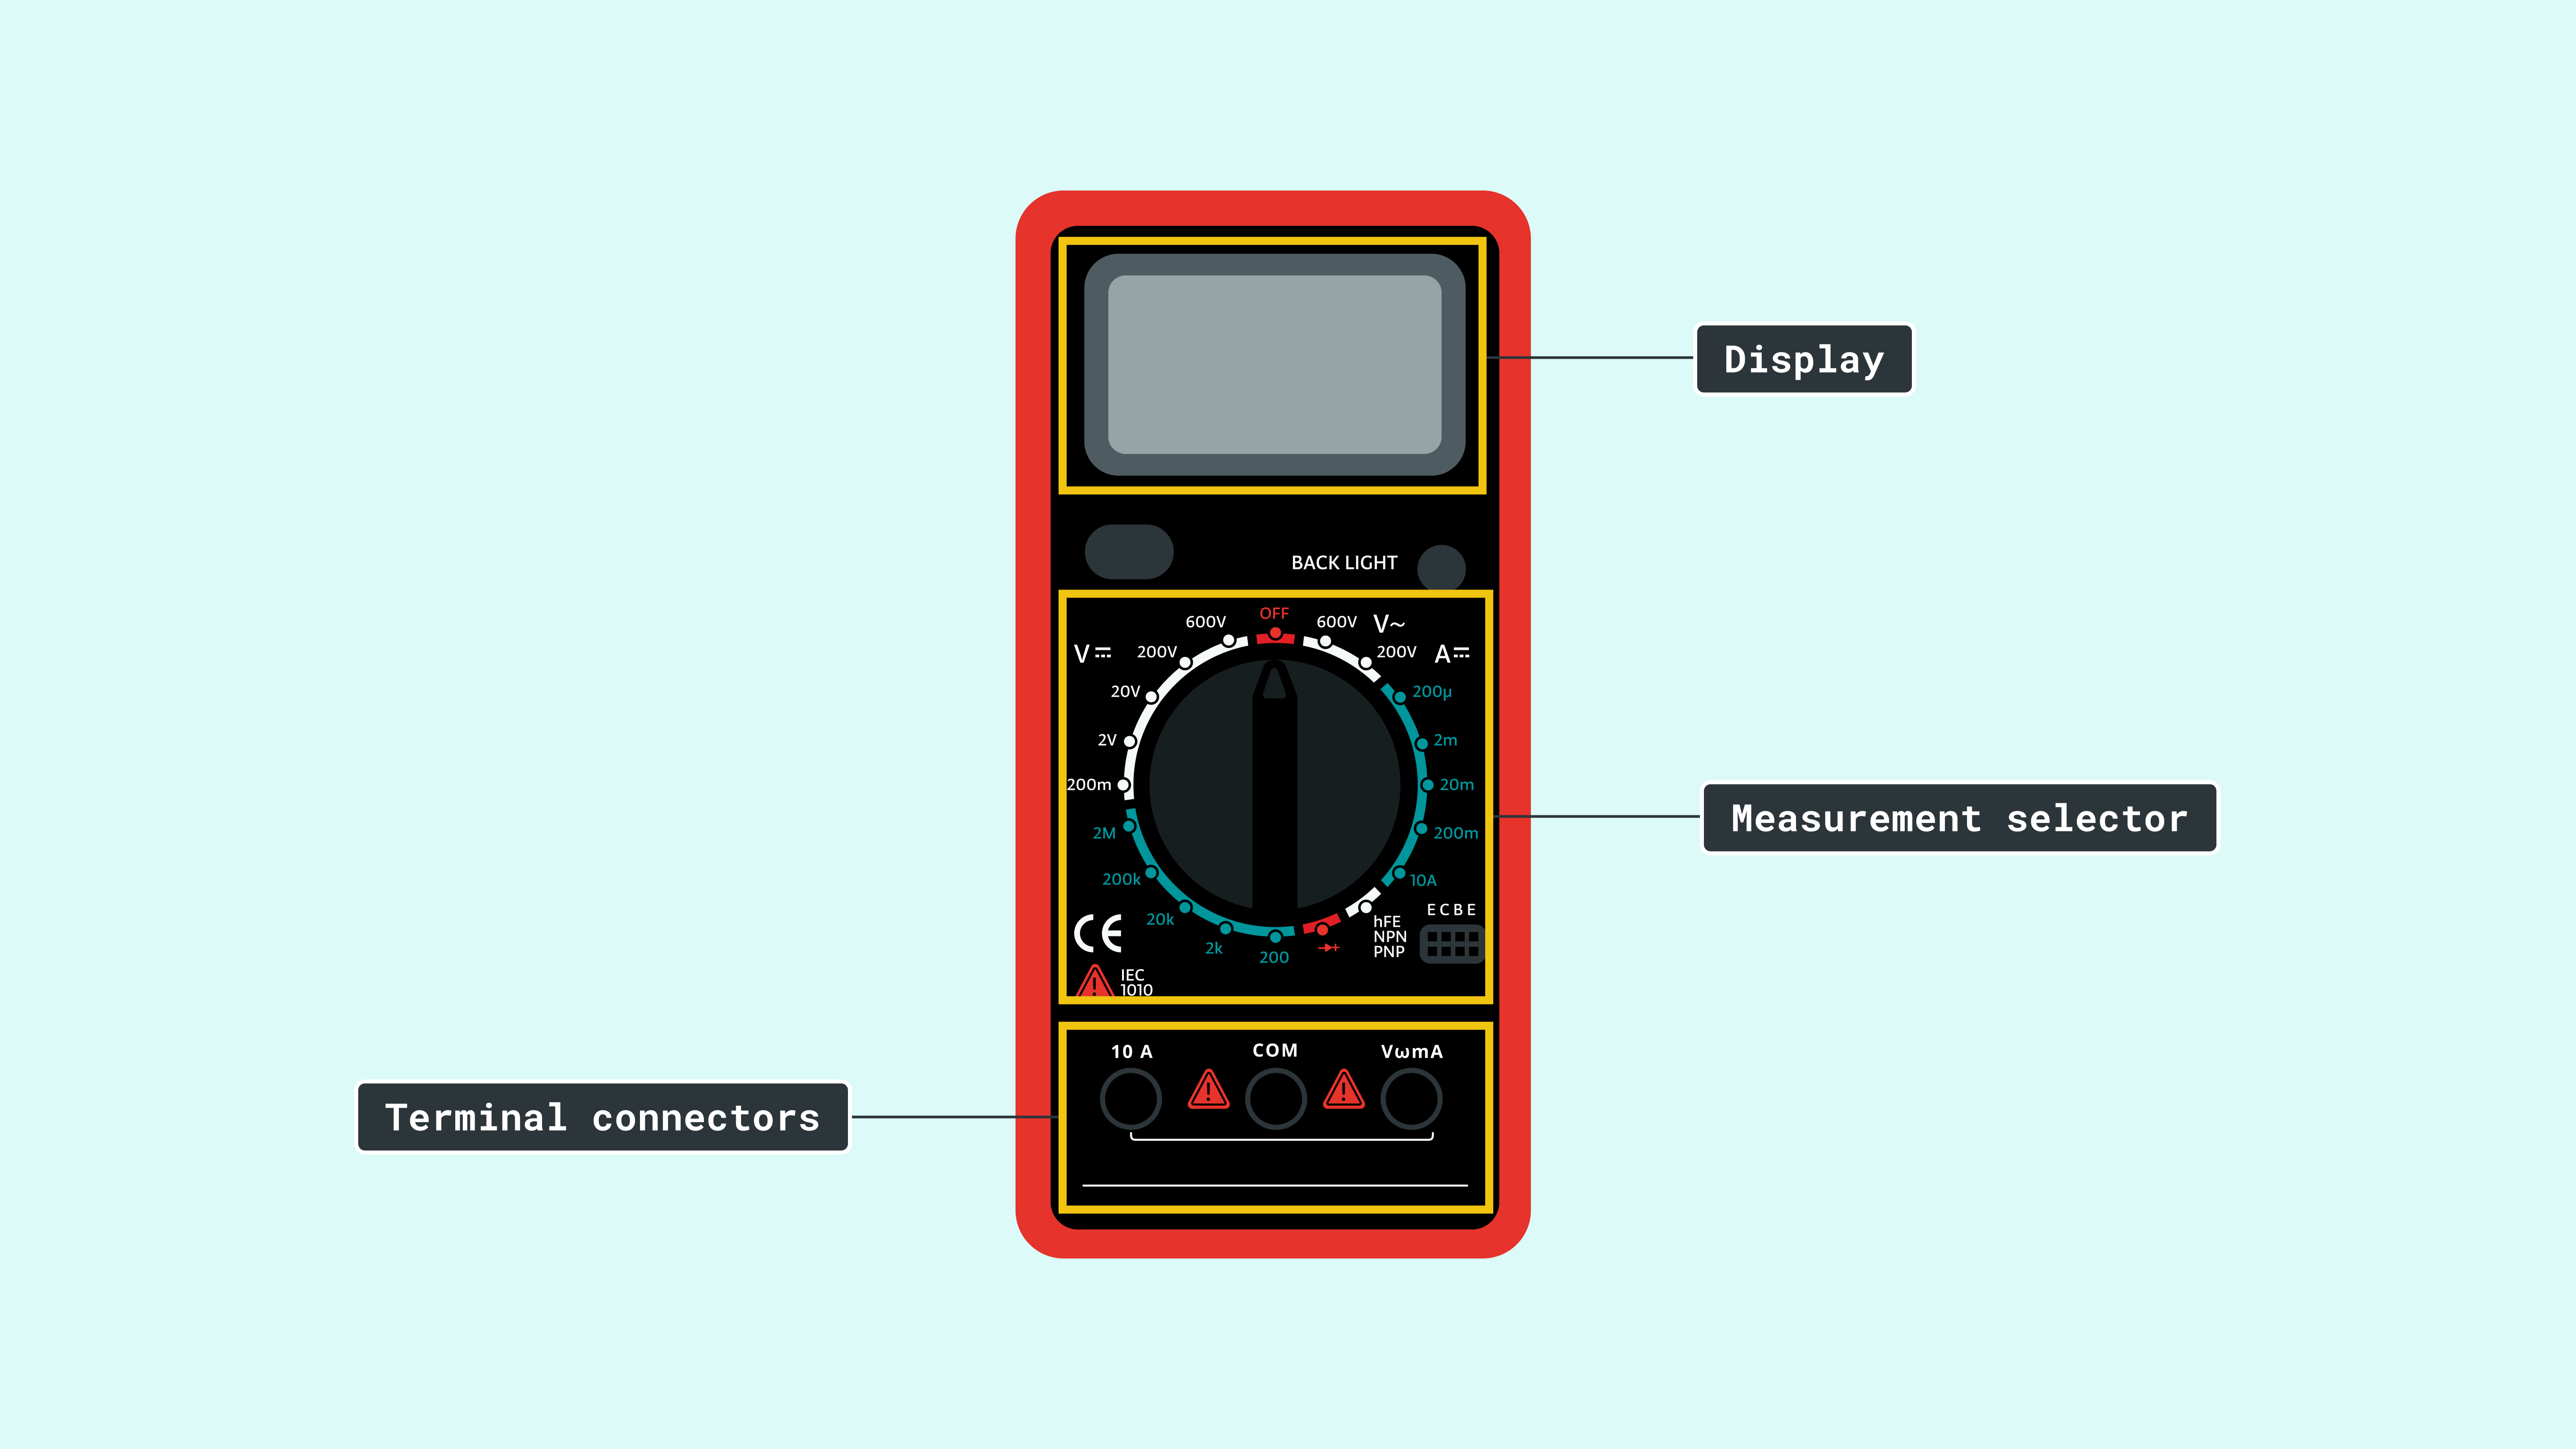 Display
BACK LIGHT
OFF
600V
600V
V~
V
200V
200V
A
20V
200µ
2V
2m
200m
20m
2M
200m
200k
10A
20k
E C B E
hFE
NPN
PNP
CE
2k
200
IEC
1010
Measurement selector
10 A
COM
VωmA
Terminal connectors